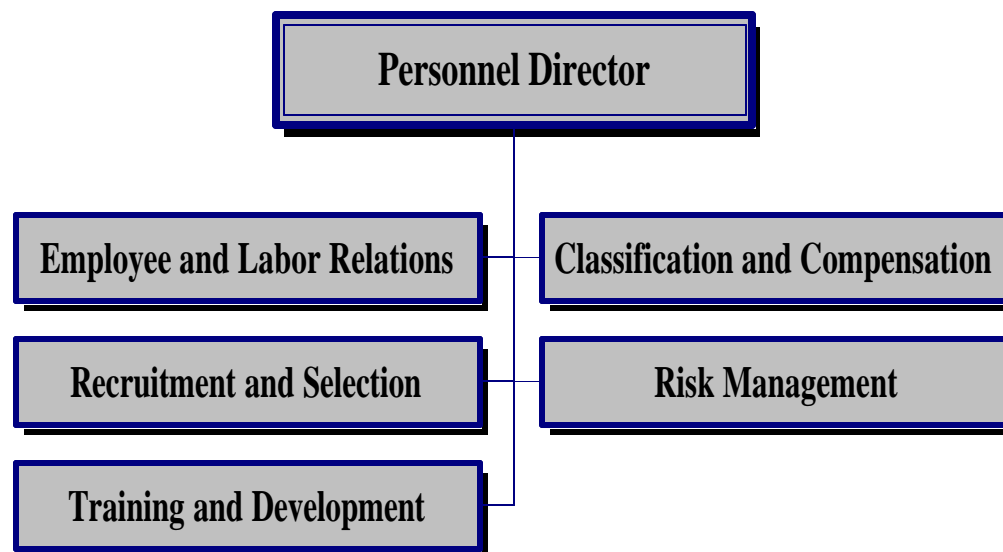 Personnel Director
Employee and Labor Relations
Classification and Compensation
Recruitment and Selection
Risk Management
Training and Development